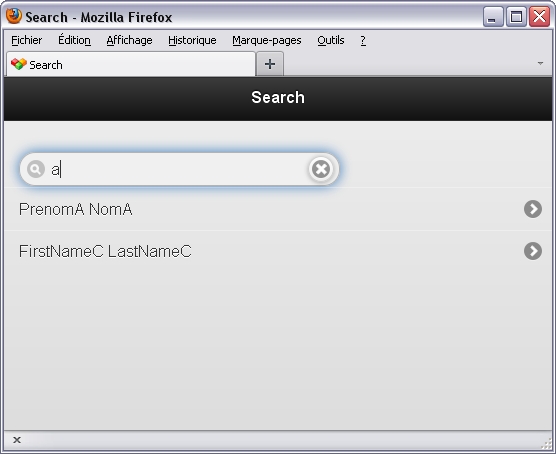 Search - Mozilla Firefox
Fichier Édition Affichage Historique Marque-pages Outils ?
Search
Search
a
PrenomA NomA
FirstNameC LastNameC